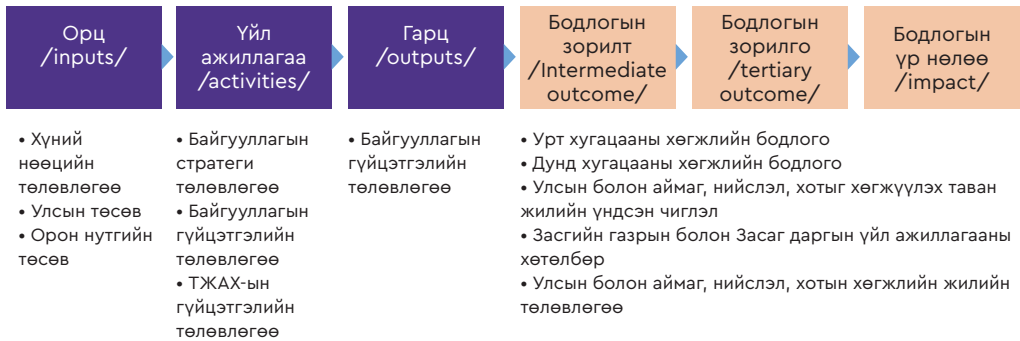 Орц
/inputs/
Үйл
ажиллагаа
/activities/
Гарц
/outputs/
Бодлогын
зорилт
/Intermediate
outcome/
Бодлогын
зорилго
/tertiary
outcome/
Бодлогын
үр нөлөө
/impact/
• Хүний
нөөцийн
төлөвлөгөө
• Улсын төсөв
• Орон нутгийн
төсөв
• Байгууллагын
стратеги
төлөвлөгөө
• Байгууллагын
гүйцэтгэлийн
төлөвлөгөө
• ТЖАХ-ын
гүйцэтгэлийн
төлөвлөгөө
• Байгууллагын
гүйцэтгэлийн
төлөвлөгөө
• Урт хугацааны хөгжлийн бодлого
• Дунд хугацааны хөгжлийн бодлого
• Улсын болон аймаг, нийслэл, хотыг хөгжүүлэх таван
жилийн үндсэн чиглэл
• Засгийн газрын болон Засаг даргын үйл ажиллагааны
хөтөлбөр
• Улсын болон аймаг, нийслэл, хотын хөгжлийн жилийн
төлөвлөгөө